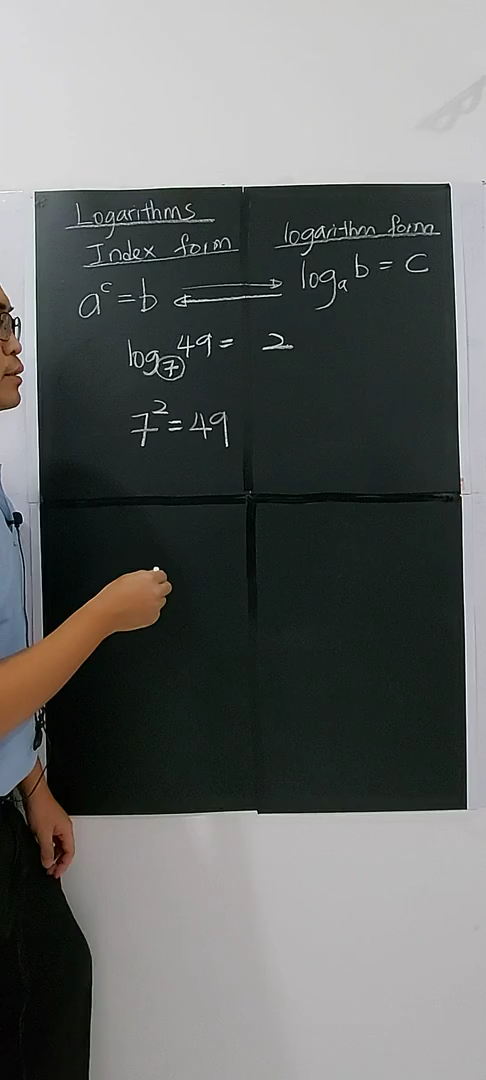 Logarithms
Index form logarithm form
a^c = b ⇄ log_a b = c
log_7 49 = 2
7^2 = 49